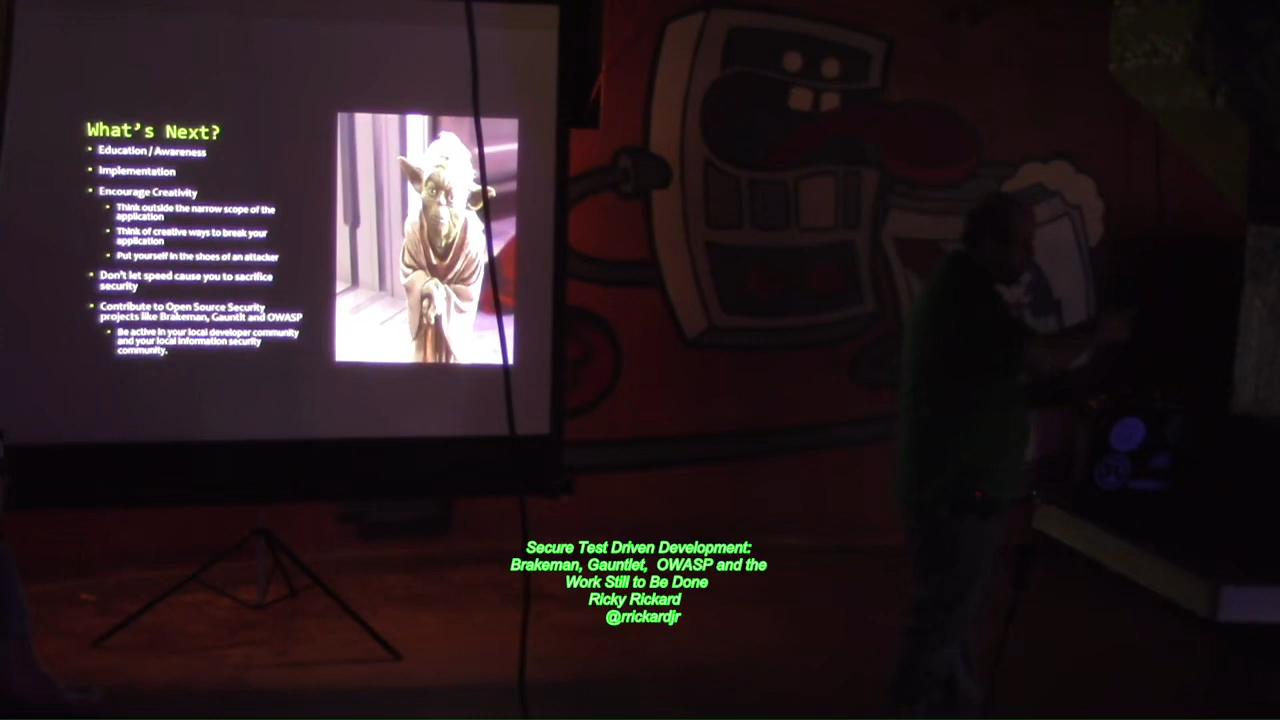 What's Next?
Education / Awareness
Implementation
Encourage Creativity
Think outside the narrow scope of the
application
Think of creative ways to break your
application
Put yourself in the shoes of an attacker
Don't let speed cause you to sacrifice
security
Contribute to Open Source Security
projects like Brakeman, Gauntlt and OWASP
Be active in your local developer community
and your local information security
community.
Secure Test Driven Development:
Brakeman, Gauntlet, OWASP and the
Work Still to Be Done
Ricky Rickard
@rrickardjr